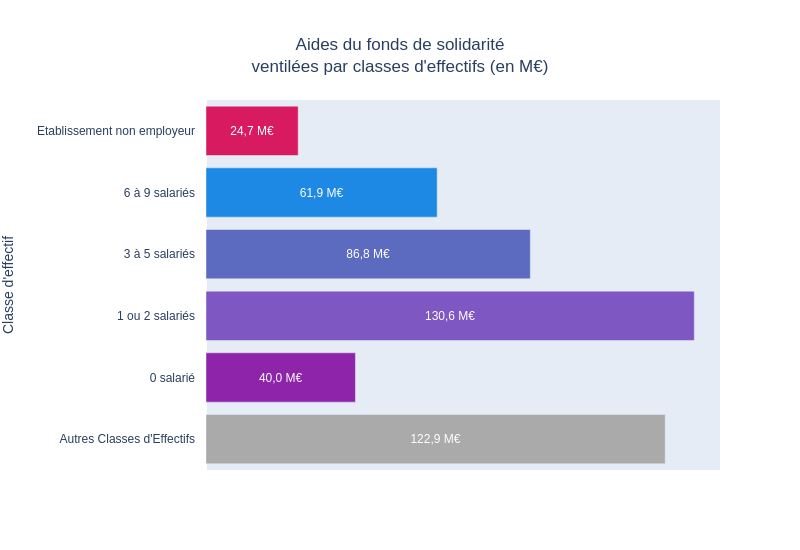 Aides du fonds de solidarité
ventilées par classes d'effectifs (en M€)
Classe d'effectif
Etablissement non employeur
24,7 M€
6 à 9 salariés
61,9 M€
3 à 5 salariés
86,8 M€
1 ou 2 salariés
130,6 M€
0 salarié
40,0 M€
Autres Classes d'Effectifs
122,9 M€